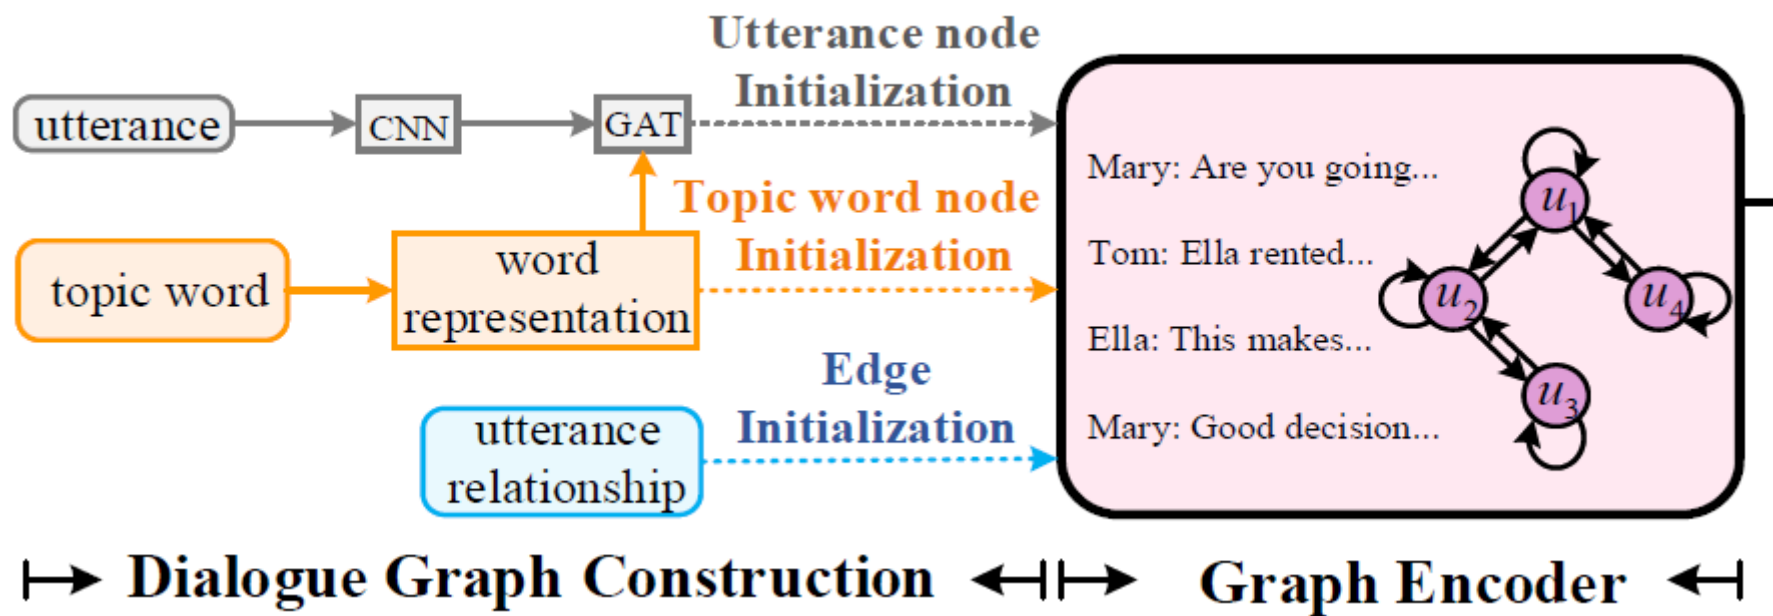 Utterance node
Initialization
utterance
CNN
GAT
Topic word node
Initialization
topic word
word
representation
Edge
Initialization
utterance
relationship
Mary: Are you going...
Tom: Ella rented...
Ella: This makes...
Mary: Good decision...
u1
u2
u4
u3
Dialogue Graph Construction
Graph Encoder